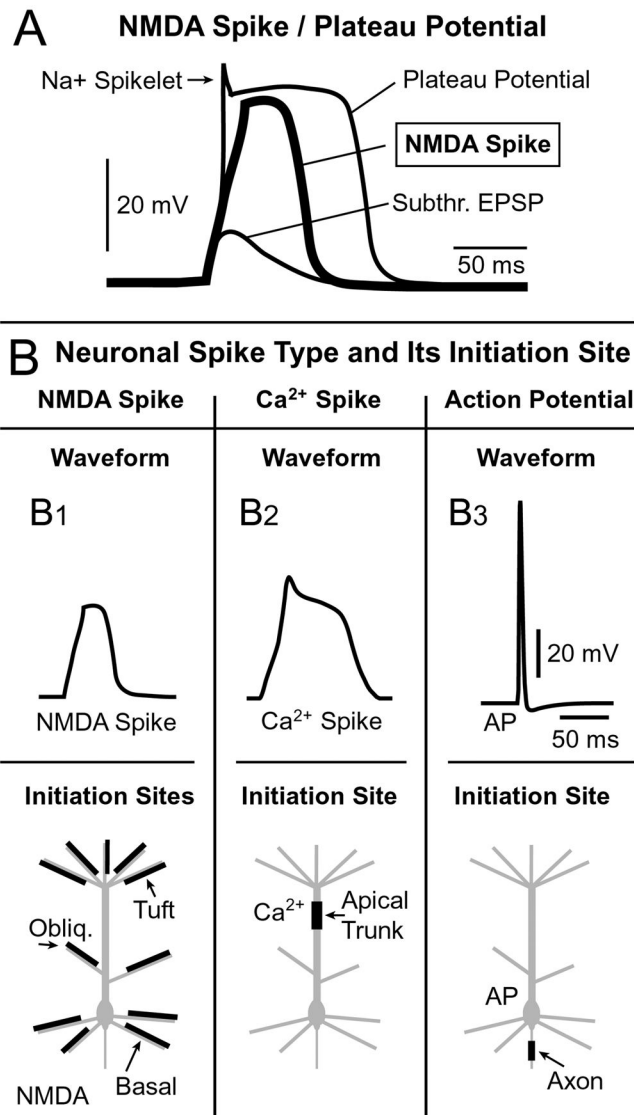 A
NMDA Spike / Plateau Potential
Na+ Spikelet
Plateau Potential
NMDA Spike
Subthr. EPSP
20 mV
50 ms
B Neuronal Spike Type and Its Initiation Site
NMDA Spike
Ca²⁺ Spike
Action Potential
Waveform
Waveform
Waveform
B1
B2
B3
20 mV
NMDA Spike
Ca²⁺ Spike
AP
50 ms
Initiation Sites
Initiation Site
Initiation Site
Tuft
Obliq.
Basal
NMDA
Ca²⁺
Apical
Trunk
AP
Axon